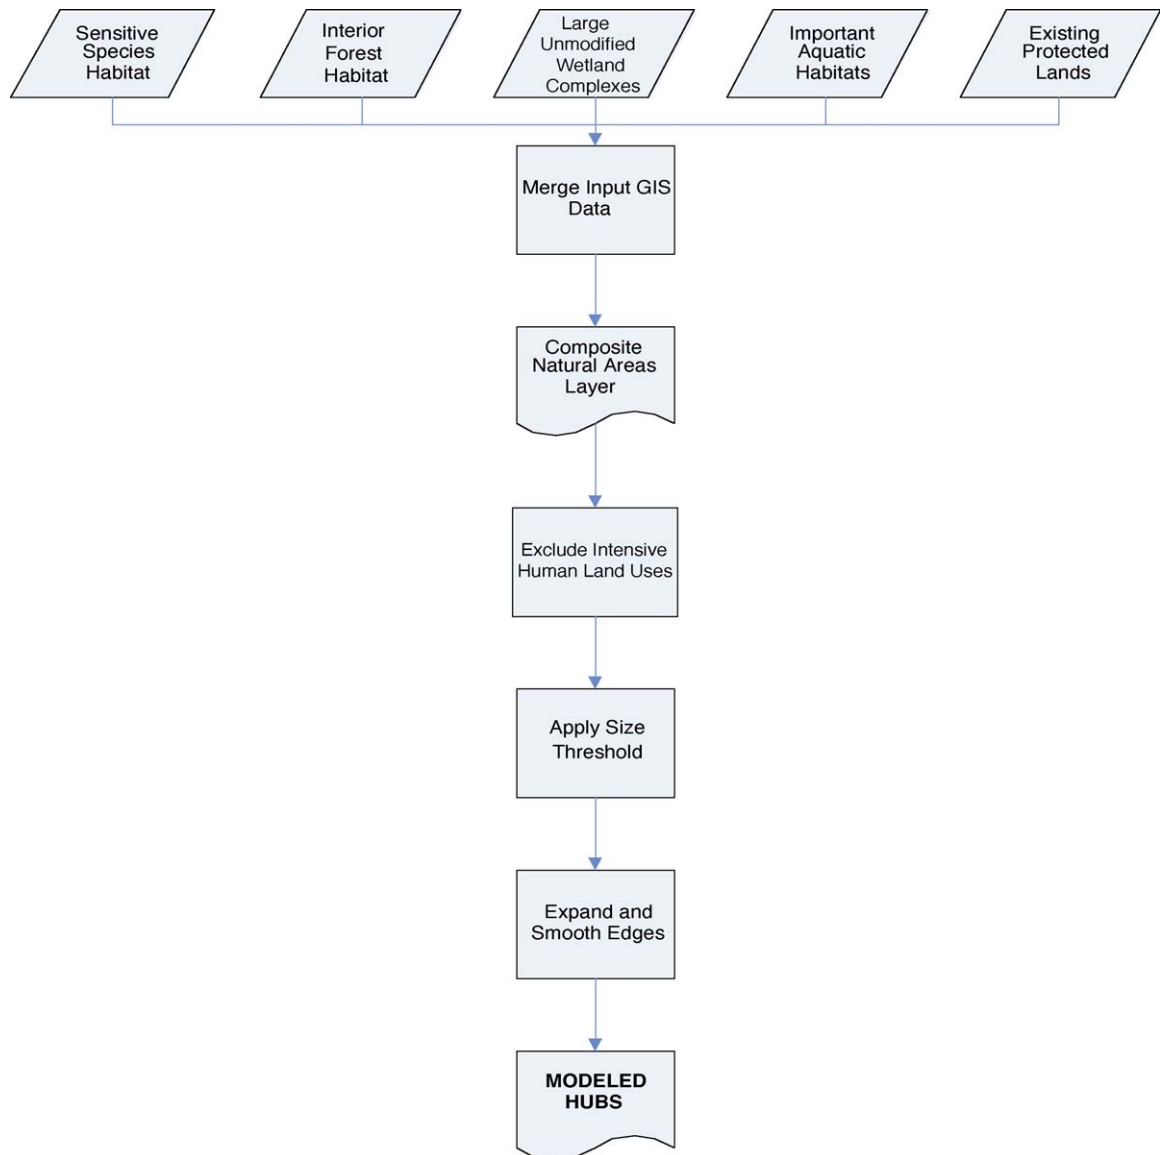 Sensitive
Species
Habitat
Interior
Forest
Habitat
Large
Unmodified
Wetland
Complexes
Important
Aquatic
Habitats
Existing
Protected
Lands
Merge Input GIS
Data
Composite
Natural Areas
Layer
Exclude Intensive
Human Land Uses
Apply Size
Threshold
Expand and
Smooth Edges
MODELED
HUBS